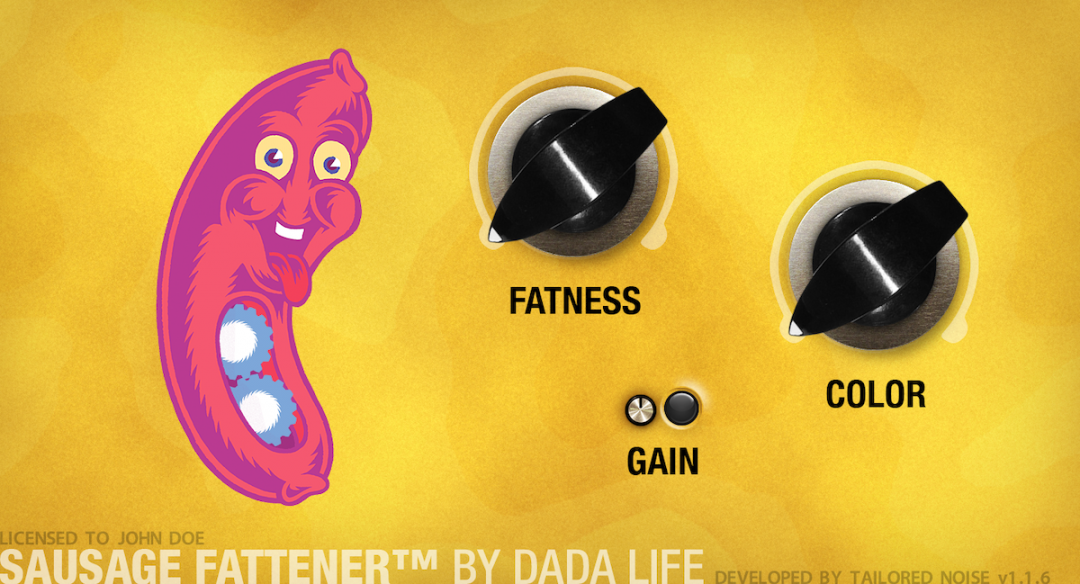 FATNESS
COLOR
GAIN
LICENSED TO JOHN DOE
SAUSAGE FATTENER™ BY DADA LIFE DEVELOPED BY TAILORED NOISE v1.1.6